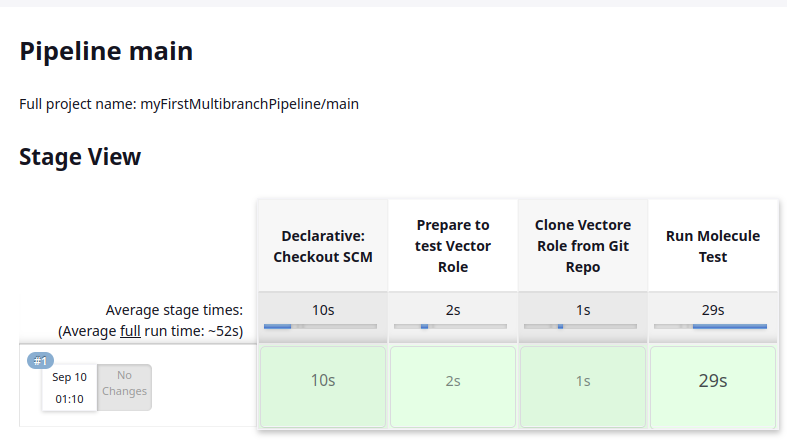 Pipeline main
Full project name: myFirstMultibranchPipeline/main
Stage View
Declarative:
Checkout SCM
Prepare to
test Vector
Role
Clone Vectore
Role from Git
Repo
Run Molecule
Test
Average stage times:
(Average full run time: ~52s)
10s
2s
1s
29s
#1
Sep 10
01:10
No
Changes
10s
2s
1s
29s